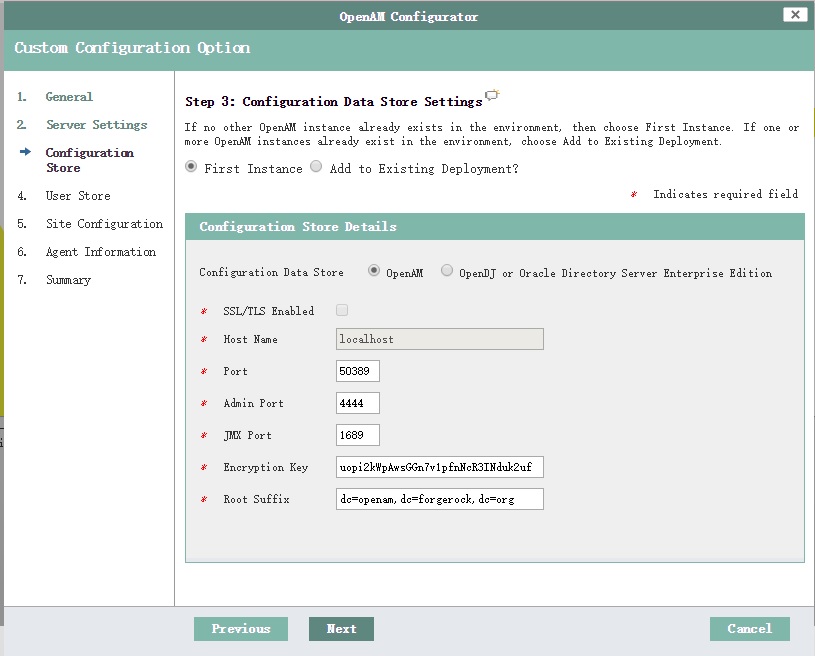 OpenAM Configurator
Custom Configuration Option
1. General
2. Server Settings
Configuration
Store
4. User Store
5. Site Configuration
6. Agent Information
7. Summary
Step 3: Configuration Data Store Settings
If no other OpenAM instance already exists in the environment, then choose First Instance. If one or
more OpenAM instances already exist in the environment, choose Add to Existing Deployment.
First Instance Add to Existing Deployment?
* Indicates required field
Configuration Store Details
Configuration Data Store OpenAM OpenDJ or Oracle Directory Server Enterprise Edition
* SSL/TLS Enabled
* Host Name localhost
* Port 50389
* Admin Port 4444
* JMX Port 1689
* Encryption Key uopi2kWpAwsGGn7v1pfnNcR3INduk2uf
* Root Suffix dc=openam,dc=forgerock,dc=org
Previous Next Cancel